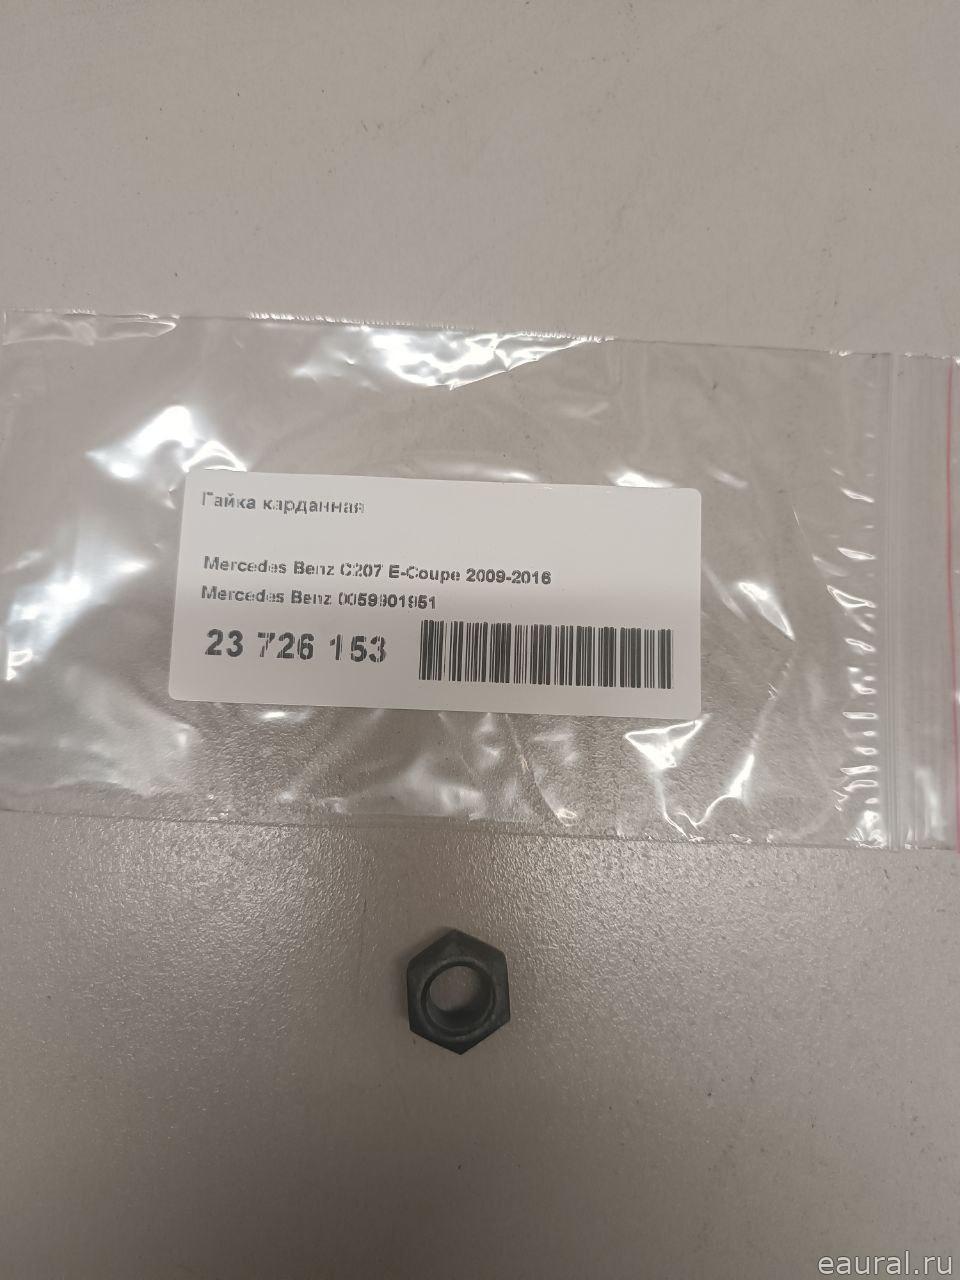 Гайка карданная
Mercedes Benz C207 E-Coupe 2009-2016
Mercedes Benz 0059901951
23 726 153
eaural.ru